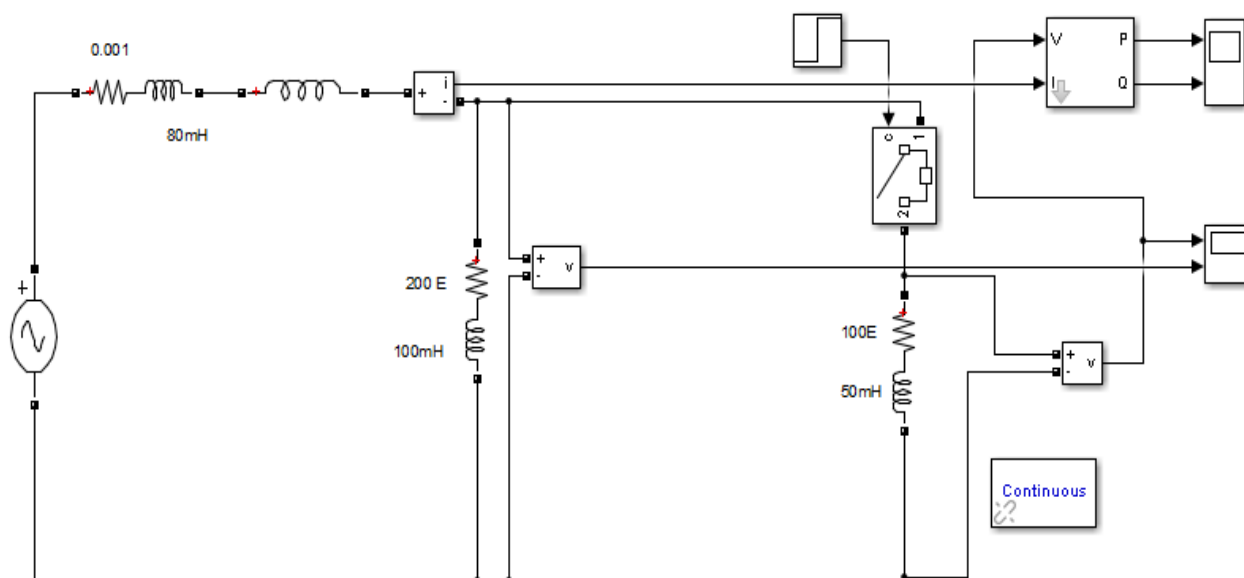 0.001
80mH
+
i
-
c
1
2
V
P
I
Q
+
200 E
100mH
+
-
v
100E
50mH
+
-
v
Continuous